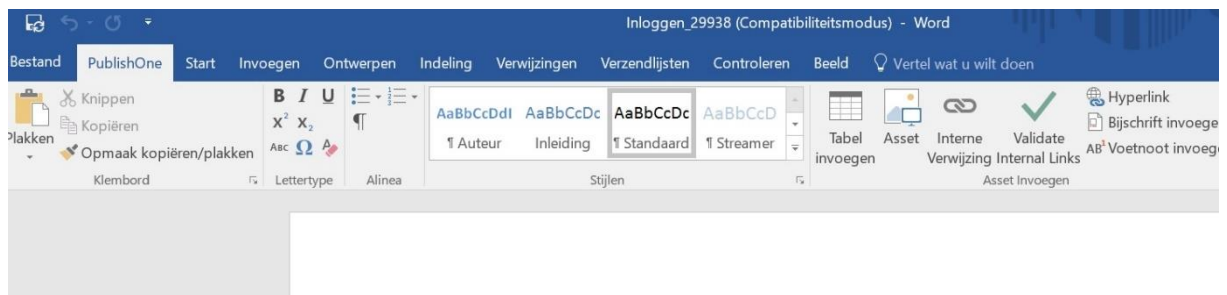 Inloggen_29938 (Compatibiliteitsmodus) - Word
Bestand PublishOne Start Invoegen Ontwerpen Indeling Verwijzingen Verzendlijsten Controleren Beeld Vertel wat u wilt doen
Plakken
Knippen
Kopiëren
Opmaak kopiëren/plakken
Klembord
B I U
X² X₂
ABC Ω
Lettertype
¶
Alinea
AaBbCcDdI AaBbCcDc AaBbCcDc AaBbCcD
¶ Auteur Inleiding ¶ Standaard ¶ Streamer
Stijlen
Tabel invoegen
Asset
Interne Verwijzing
Validate Internal Links
Hyperlink
Bijschrift invoege
AB¹ Voetnoot invoeg
Asset Invoegen